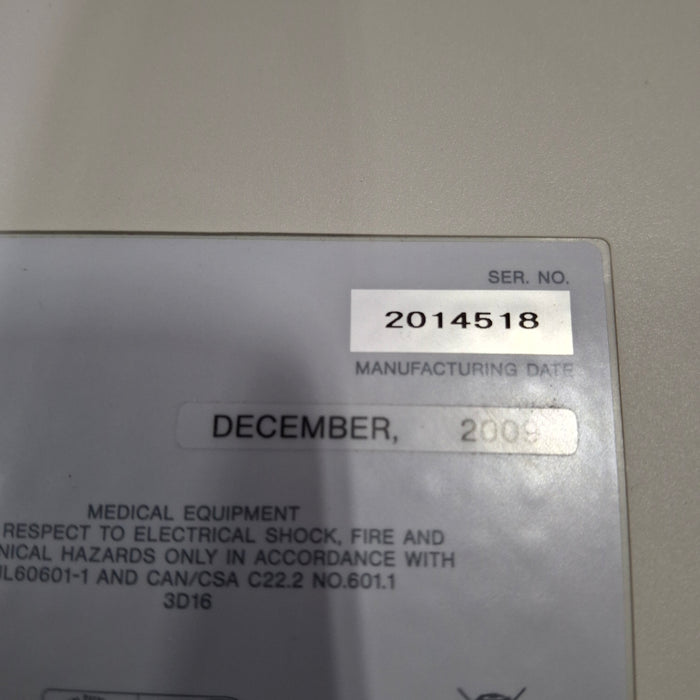 SER. NO.
2014518
MANUFACTURING DATE
DECEMBER, 2009
MEDICAL EQUIPMENT
RESPECT TO ELECTRICAL SHOCK, FIRE AND
NICAL HAZARDS ONLY IN ACCORDANCE WITH
UL60601-1 AND CAN/CSA C22.2 NO.601.1
3D16